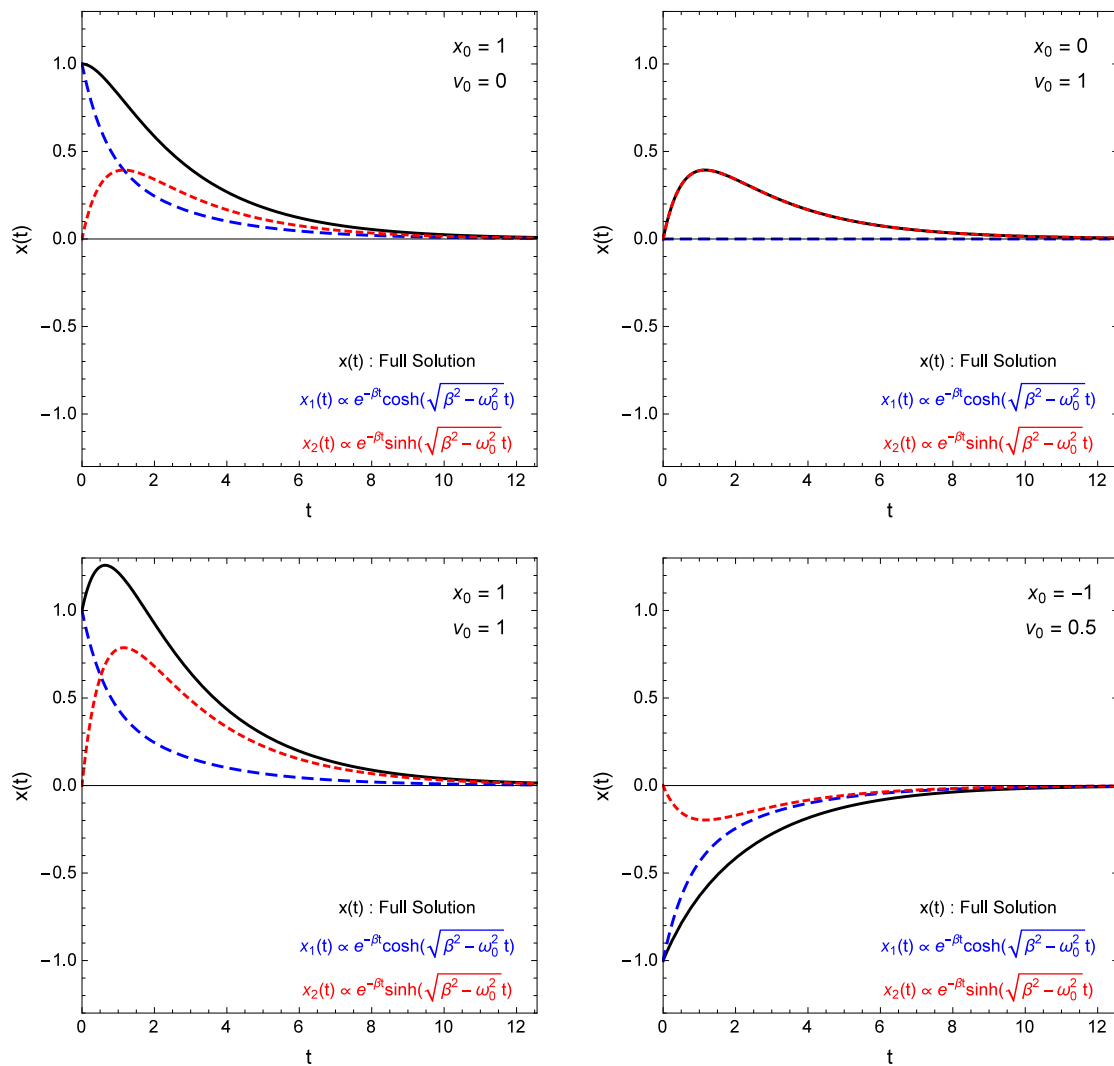 x₀ = 1
v₀ = 0
1.0
0.5
0.0
−0.5
−1.0
x(t)
x(t) : Full Solution
x₁(t) ∝ e^{-βt}cosh(√(β² − ω₀²) t)
x₂(t) ∝ e^{-βt}sinh(√(β² − ω₀²) t)
0 2 4 6 8 10 12
t
x₀ = 0
v₀ = 1
1.0
0.5
0.0
−0.5
−1.0
x(t)
x(t) : Full Solution
x₁(t) ∝ e^{-βt}cosh(√(β² − ω₀²) t)
x₂(t) ∝ e^{-βt}sinh(√(β² − ω₀²) t)
0 2 4 6 8 10 12
t
x₀ = 1
v₀ = 1
1.0
0.5
0.0
−0.5
−1.0
x(t)
x(t) : Full Solution
x₁(t) ∝ e^{-βt}cosh(√(β² − ω₀²) t)
x₂(t) ∝ e^{-βt}sinh(√(β² − ω₀²) t)
0 2 4 6 8 10 12
t
x₀ = −1
v₀ = 0.5
1.0
0.5
0.0
−0.5
−1.0
x(t)
x(t) : Full Solution
x₁(t) ∝ e^{-βt}cosh(√(β² − ω₀²) t)
x₂(t) ∝ e^{-βt}sinh(√(β² − ω₀²) t)
0 2 4 6 8 10 12
t